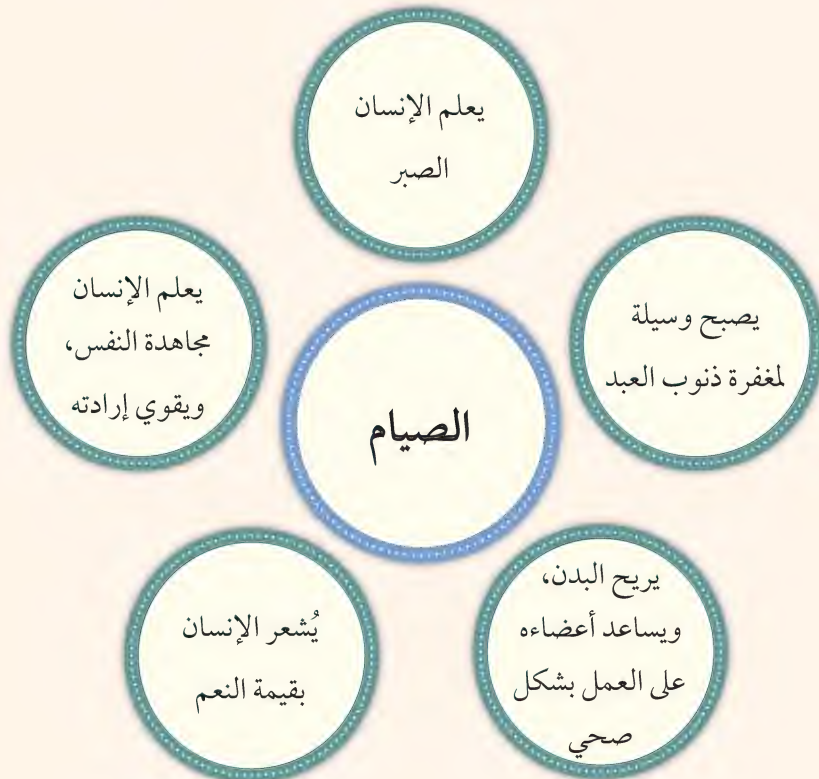 يعلم الإنسان
الصبر
يصبح وسيلة
لمغفرة ذنوب العبد
يعلم الإنسان
مجاهدة النفس،
ويقوي إرادته
الصيام
يريح البدن،
ويساعد أعضاءه
على العمل بشكل
صحي
يُشعر الإنسان
بقيمة النعم